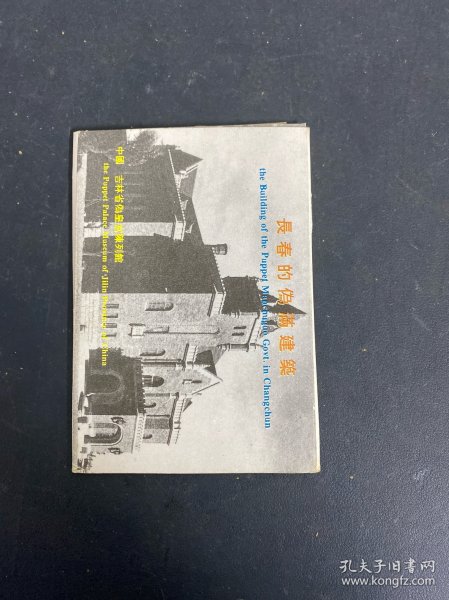 長春的偽滿建築
the Building of the Puppet Manchuguo Govt. in Changchun
中國 吉林省偽皇宮陳列館
the Puppet Palace Museum of Jilin Province of China
孔夫子旧书网
www.kongfz.com